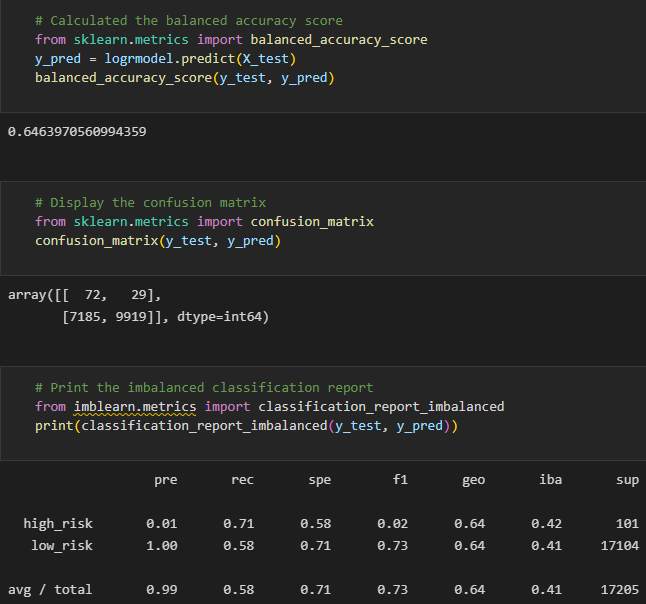 # Calculated the balanced accuracy score
from sklearn.metrics import balanced_accuracy_score
y_pred = logrmodel.predict(X_test)
balanced_accuracy_score(y_test, y_pred)
0.6463970560994359
# Display the confusion matrix
from sklearn.metrics import confusion_matrix
confusion_matrix(y_test, y_pred)
array([[  72,   29],
       [7185, 9919]], dtype=int64)
# Print the imbalanced classification report
from imblearn.metrics import classification_report_imbalanced
print(classification_report_imbalanced(y_test, y_pred))
                   pre       rec       spe        f1       geo       iba       sup
  high_risk       0.01      0.71      0.58      0.02      0.64      0.42       101
   low_risk       1.00      0.58      0.71      0.73      0.64      0.41     17104
avg / total       0.99      0.58      0.71      0.73      0.64      0.41     17205